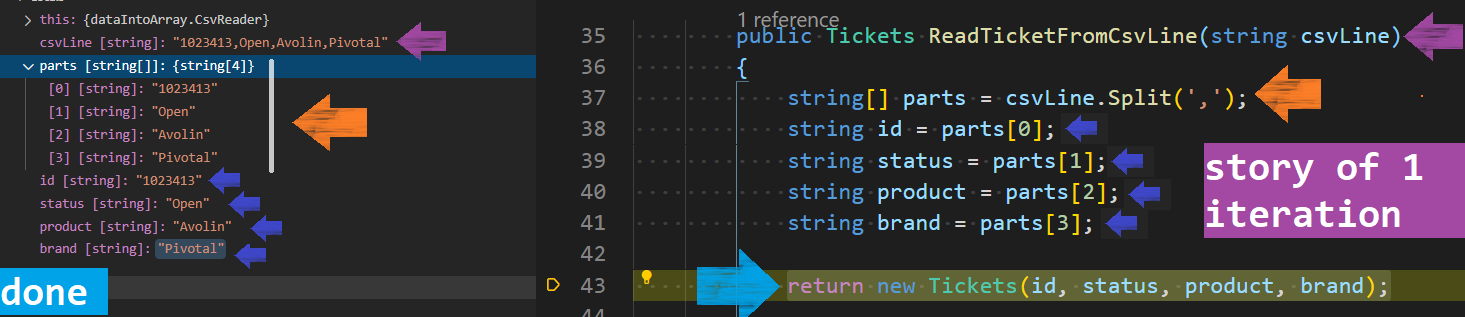 this: {dataIntoArray.CsvReader}
csvLine [string]: "1023413,Open,Avolin,Pivotal"
parts [string[]]: {string[4]}
[0] [string]: "1023413"
[1] [string]: "Open"
[2] [string]: "Avolin"
[3] [string]: "Pivotal"
id [string]: "1023413"
status [string]: "Open"
product [string]: "Avolin"
brand [string]: "Pivotal"
done
1 reference
35 public Tickets ReadTicketFromCsvLine(string csvLine)
36 {
37 string[] parts = csvLine.Split(',');
38 string id = parts[0];
39 string status = parts[1];
40 string product = parts[2];
41 string brand = parts[3];
42
43 return new Tickets(id, status, product, brand);
44
story of 1
iteration